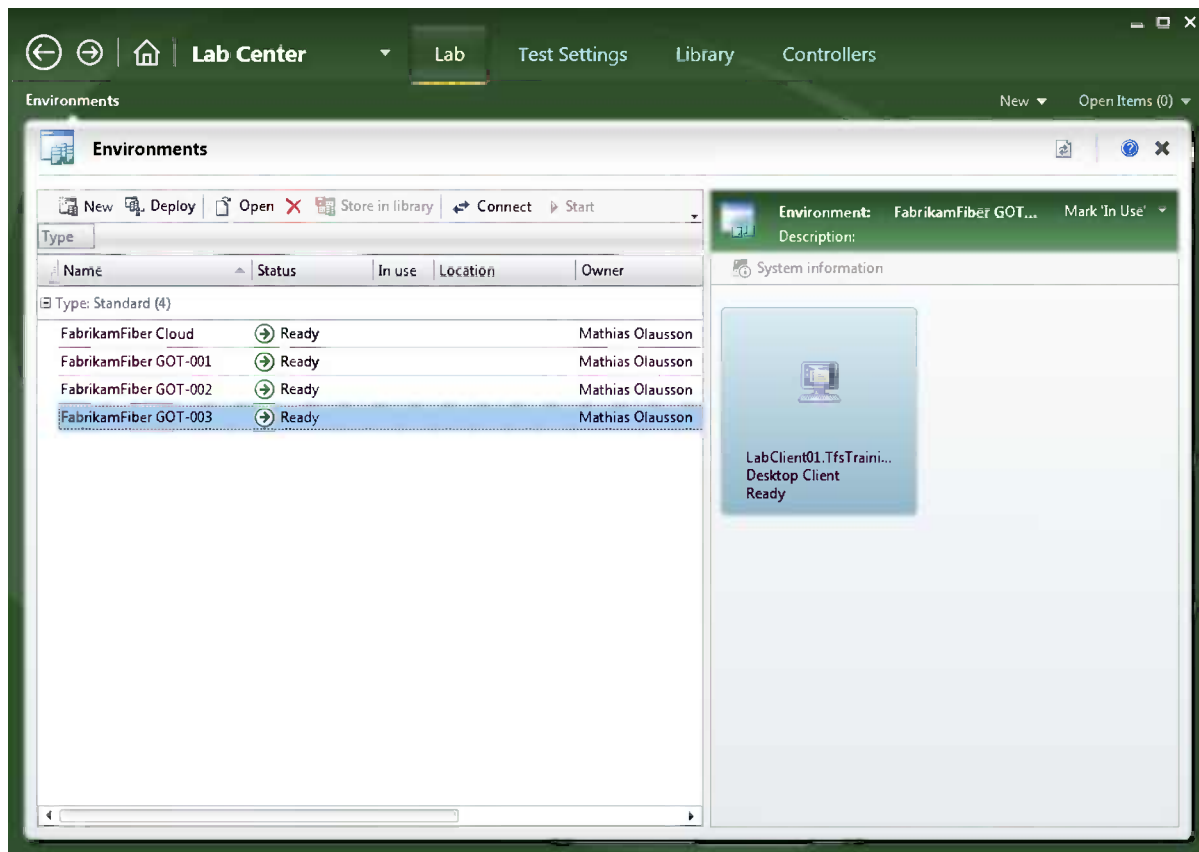 Lab Center Lab Test Settings Library Controllers
Environments New Open Items (0)
Environments
New Deploy Open Store in library Connect Start
Type
Name Status In use Location Owner
Type: Standard (4)
FabrikamFiber Cloud Ready Mathias Olausson
FabrikamFiber GOT-001 Ready Mathias Olausson
FabrikamFiber GOT-002 Ready Mathias Olausson
FabrikamFiber GOT-003 Ready Mathias Olausson
Environment: FabrikamFiber GOT... Mark 'In Use'
Description:
System information
LabClient01.TfsTraini...
Desktop Client
Ready